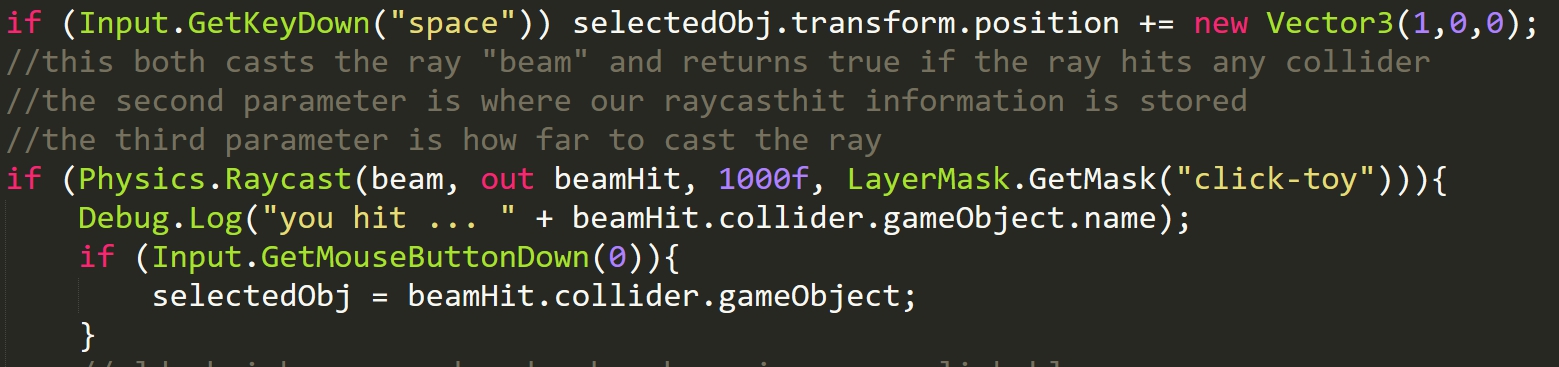 if (Input.GetKeyDown("space")) selectedObj.transform.position += new Vector3(1,0,0);
//this both casts the ray "beam" and returns true if the ray hits any collider
//the second parameter is where our raycasthit information is stored
//the third parameter is how far to cast the ray
if (Physics.Raycast(beam, out beamHit, 1000f, LayerMask.GetMask("click-toy"))){
    Debug.Log("you hit ... " + beamHit.collider.gameObject.name);
    if (Input.GetMouseButtonDown(0)){
        selectedObj = beamHit.collider.gameObject;
    }